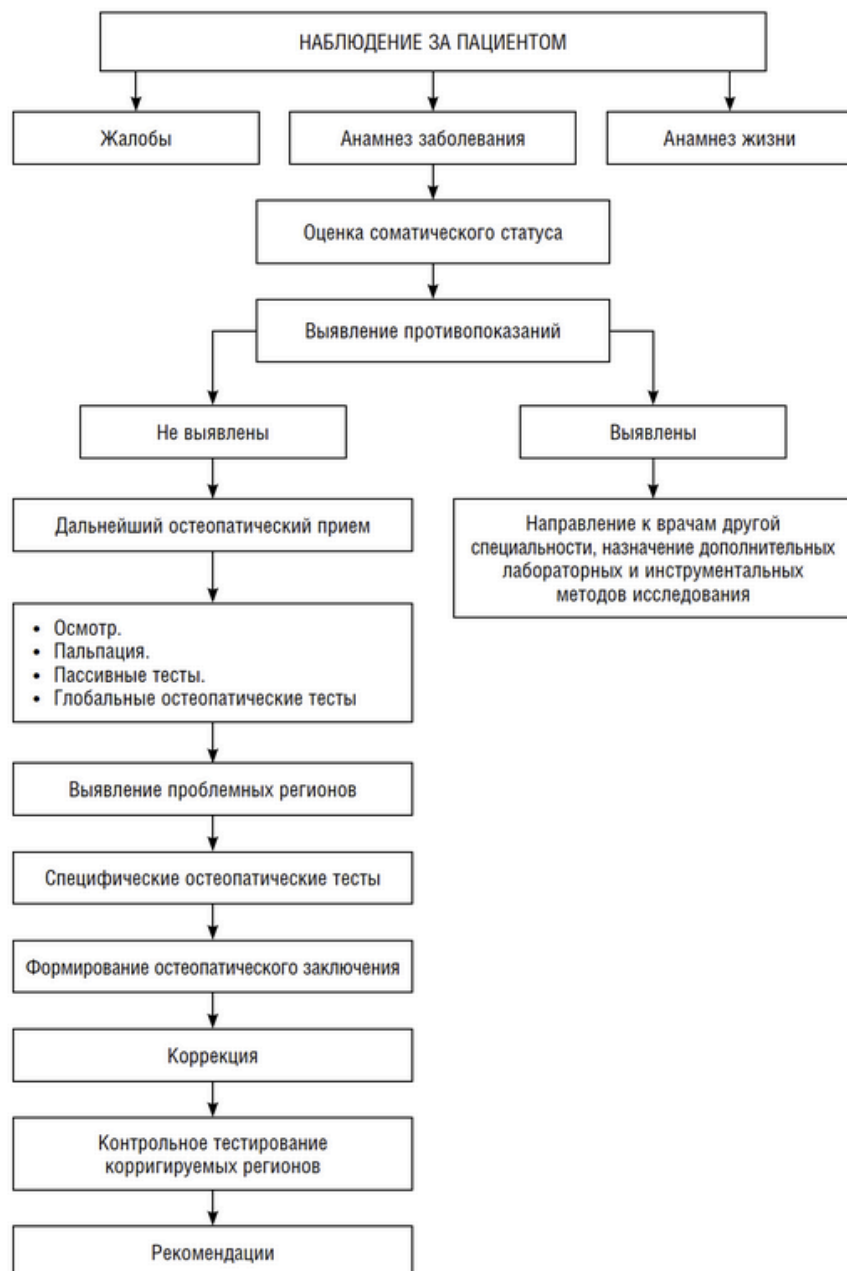 НАБЛЮДЕНИЕ ЗА ПАЦИЕНТОМ
Жалобы
Анамнез заболевания
Анамнез жизни
Оценка соматического статуса
Выявление противопоказаний
Не выявлены
Выявлены
Дальнейший остеопатический прием
Направление к врачам другой
специальности, назначение дополнительных
лабораторных и инструментальных
методов исследования
• Осмотр.
• Пальпация.
• Пассивные тесты.
• Глобальные остеопатические тесты
Выявление проблемных регионов
Специфические остеопатические тесты
Формирование остеопатического заключения
Коррекция
Контрольное тестирование
корригируемых регионов
Рекомендации